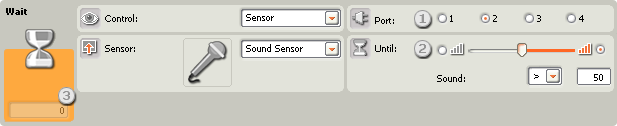 Wait
Control: Sensor
Port: 1 1 2 3 4
Sensor: Sound Sensor
Until: 2
Sound: > 50
3
0